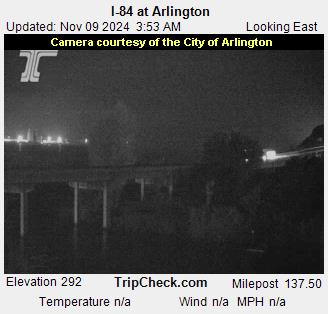 I-84 at Arlington
Updated: Nov 09 2024 3:53 AM Looking East
Camera courtesy of the City of Arlington
Elevation 292 TripCheck.com Milepost 137.50
Temperature n/a Wind n/a MPH n/a